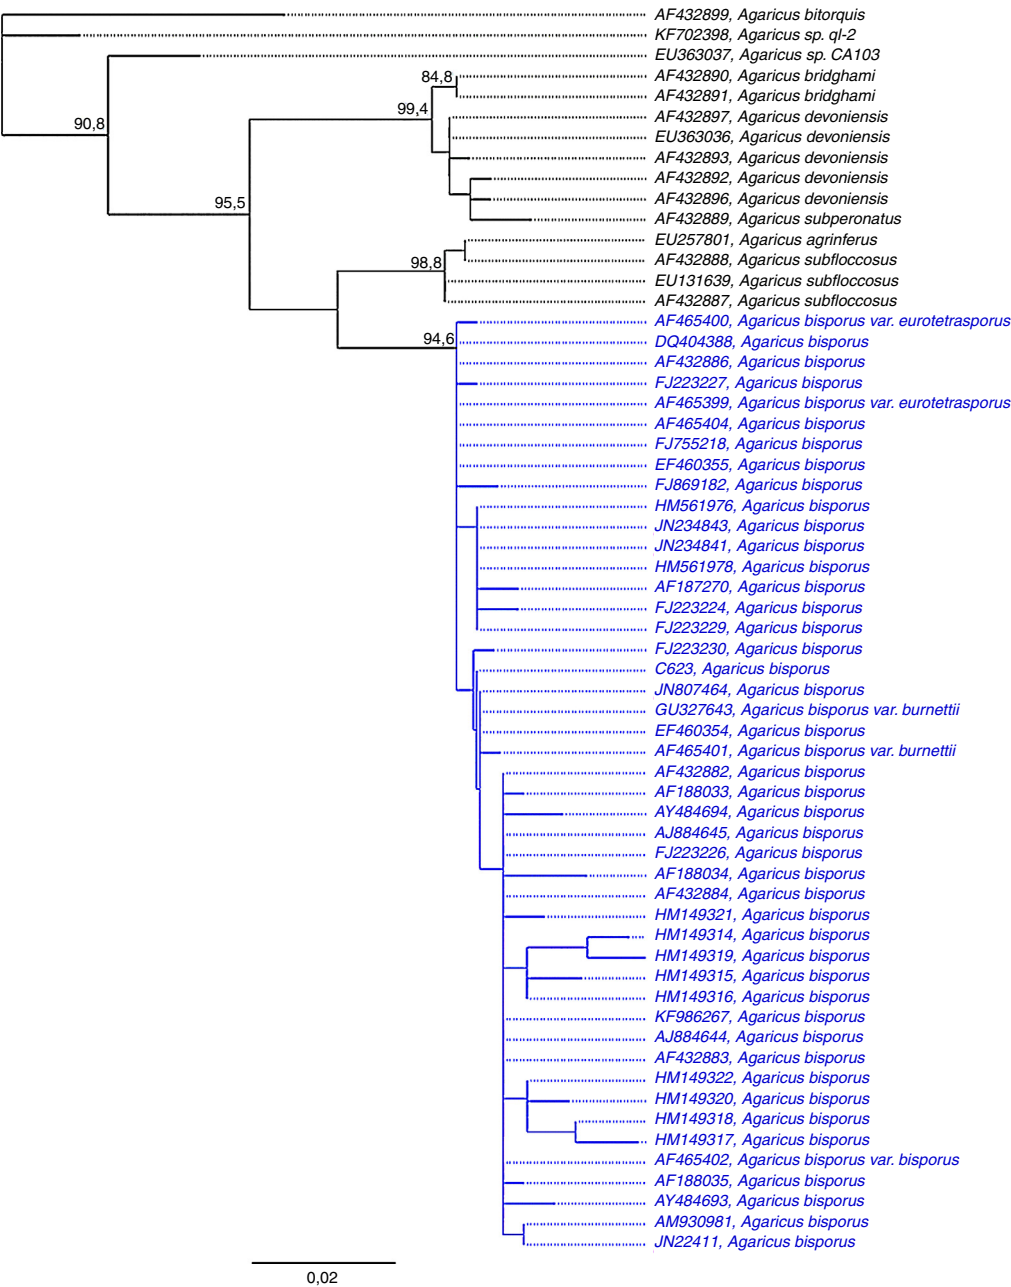 AF432899, Agaricus bitorquis
KF702398, Agaricus sp. ql-2
EU363037, Agaricus sp. CA103
84,8
AF432890, Agaricus bridghami
AF432891, Agaricus bridghami
99,4
AF432897, Agaricus devoniensis
90,8
EU363036, Agaricus devoniensis
AF432893, Agaricus devoniensis
AF432892, Agaricus devoniensis
95,5
AF432896, Agaricus devoniensis
AF432889, Agaricus subperonatus
EU257801, Agaricus agrinferus
98,8
AF432888, Agaricus subfloccosus
EU131639, Agaricus subfloccosus
AF432887, Agaricus subfloccosus
AF465400, Agaricus bisporus var. eurotetrasporus
94,6
DQ404388, Agaricus bisporus
AF432886, Agaricus bisporus
FJ223227, Agaricus bisporus
AF465399, Agaricus bisporus var. eurotetrasporus
AF465404, Agaricus bisporus
FJ755218, Agaricus bisporus
EF460355, Agaricus bisporus
FJ869182, Agaricus bisporus
HM561976, Agaricus bisporus
JN234843, Agaricus bisporus
JN234841, Agaricus bisporus
HM561978, Agaricus bisporus
AF187270, Agaricus bisporus
FJ223224, Agaricus bisporus
FJ223229, Agaricus bisporus
FJ223230, Agaricus bisporus
C623, Agaricus bisporus
JN807464, Agaricus bisporus
GU327643, Agaricus bisporus var. burnettii
EF460354, Agaricus bisporus
AF465401, Agaricus bisporus var. burnettii
AF432882, Agaricus bisporus
AF188033, Agaricus bisporus
AY484694, Agaricus bisporus
AJ884645, Agaricus bisporus
FJ223226, Agaricus bisporus
AF188034, Agaricus bisporus
AF432884, Agaricus bisporus
HM149321, Agaricus bisporus
HM149314, Agaricus bisporus
HM149319, Agaricus bisporus
HM149315, Agaricus bisporus
HM149316, Agaricus bisporus
KF986267, Agaricus bisporus
AJ884644, Agaricus bisporus
AF432883, Agaricus bisporus
HM149322, Agaricus bisporus
HM149320, Agaricus bisporus
HM149318, Agaricus bisporus
HM149317, Agaricus bisporus
AF465402, Agaricus bisporus var. bisporus
AF188035, Agaricus bisporus
AY484693, Agaricus bisporus
AM930981, Agaricus bisporus
JN22411, Agaricus bisporus
0,02